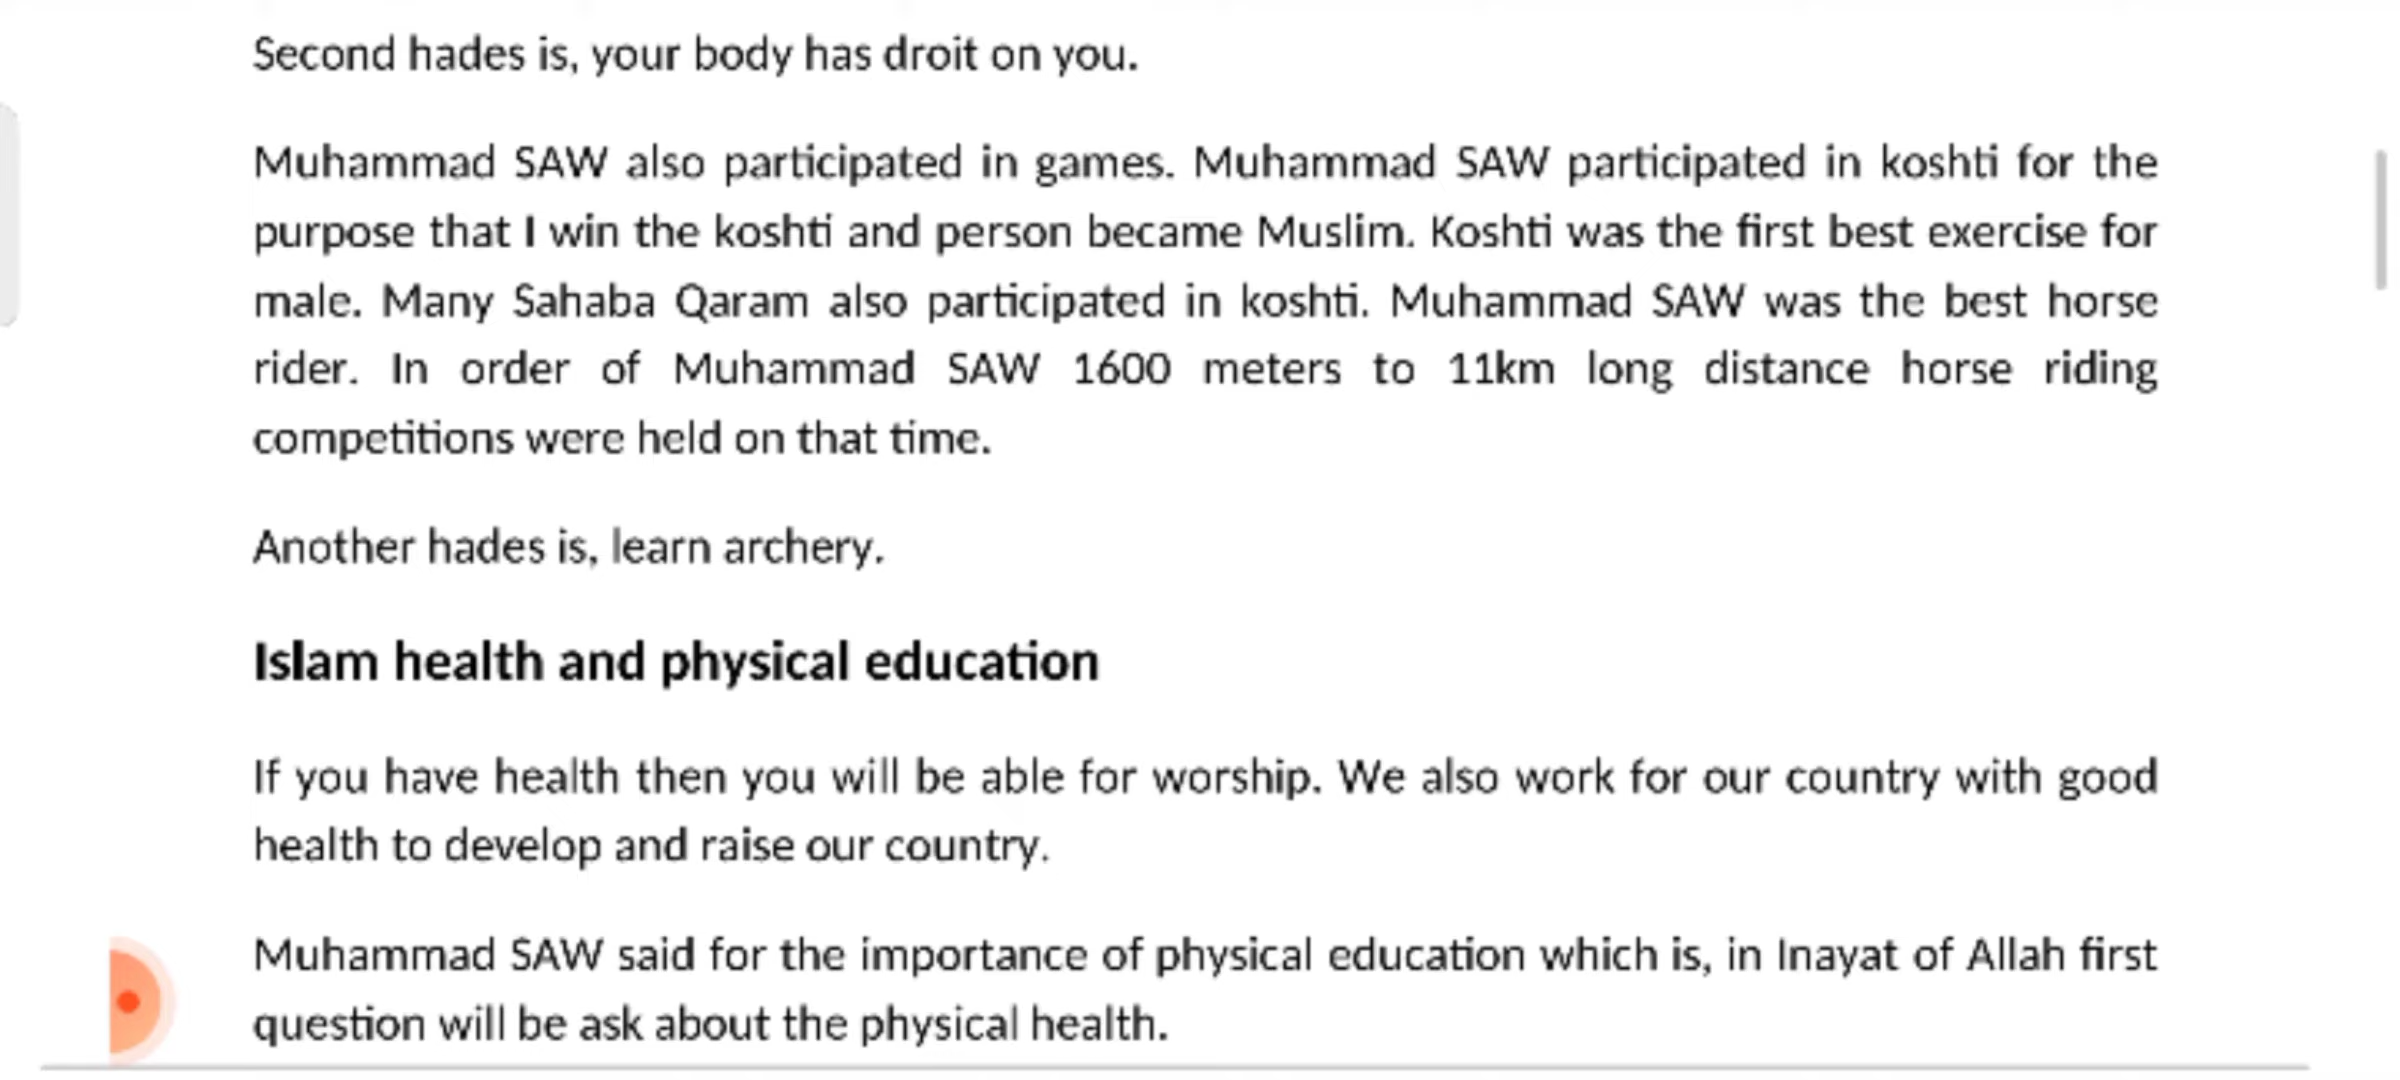 Second hades is, your body has droit on you.
Muhammad SAW also participated in games. Muhammad SAW participated in koshti for the
purpose that I win the koshti and person became Muslim. Koshti was the first best exercise for
male. Many Sahaba Qaram also participated in koshti. Muhammad SAW was the best horse
rider. In order of Muhammad SAW 1600 meters to 11km long distance horse riding
competitions were held on that time.
Another hades is, learn archery.
Islam health and physical education
If you have health then you will be able for worship. We also work for our country with good
health to develop and raise our country.
Muhammad SAW said for the importance of physical education which is, in Inayat of Allah first
question will be ask about the physical health.